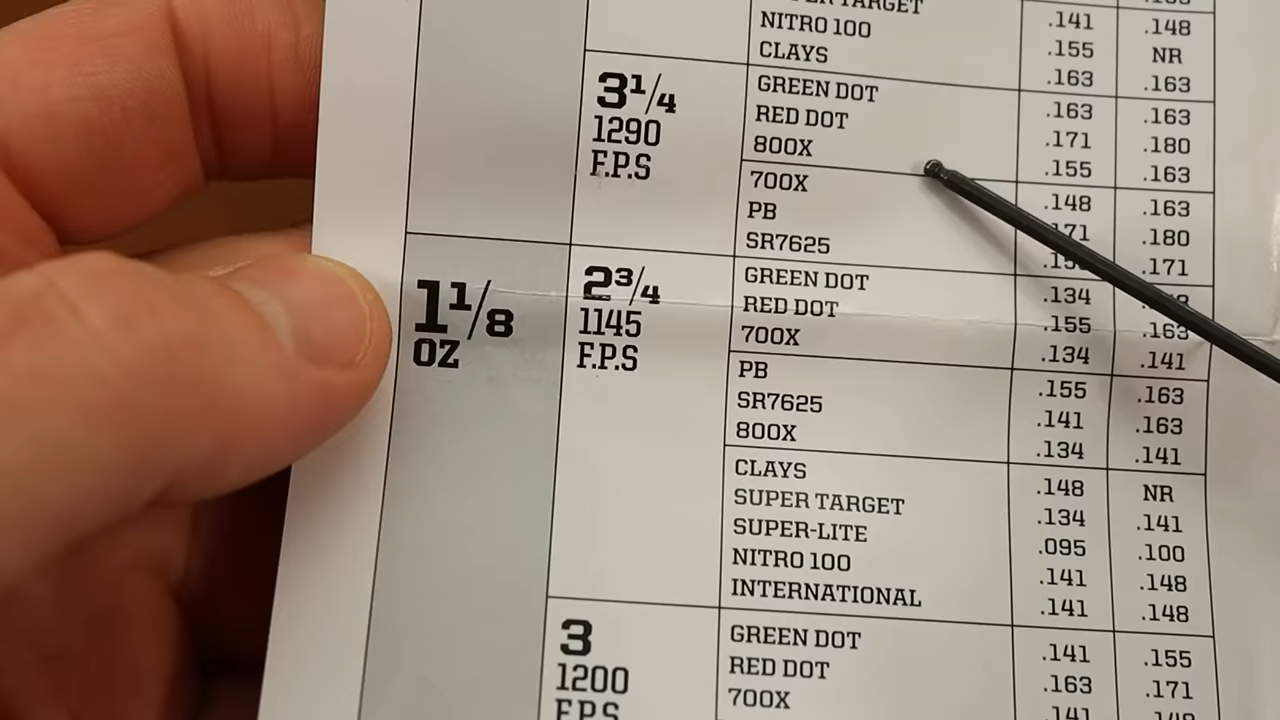 TARGET .141 .148
NITRO 100 .155 NR
CLAYS .163 .163
3 1/4 GREEN DOT .163 .163
1290 RED DOT .171 .180
F.P.S 800X .155 .163
700X .148 .163
PB .180
SR7625 .171
1 1/8 2 3/4 GREEN DOT .134
OZ 1145 RED DOT .155 .163
F.P.S 700X .134 .141
PB .155 .163
SR7625 .141 .163
800X .134 .141
CLAYS .148 NR
SUPER TARGET .134 .141
SUPER-LITE .095 .100
NITRO 100 .141 .148
INTERNATIONAL .141 .148
3 GREEN DOT .141 .155
1200 RED DOT .163 .171
F.P.S 700X .141